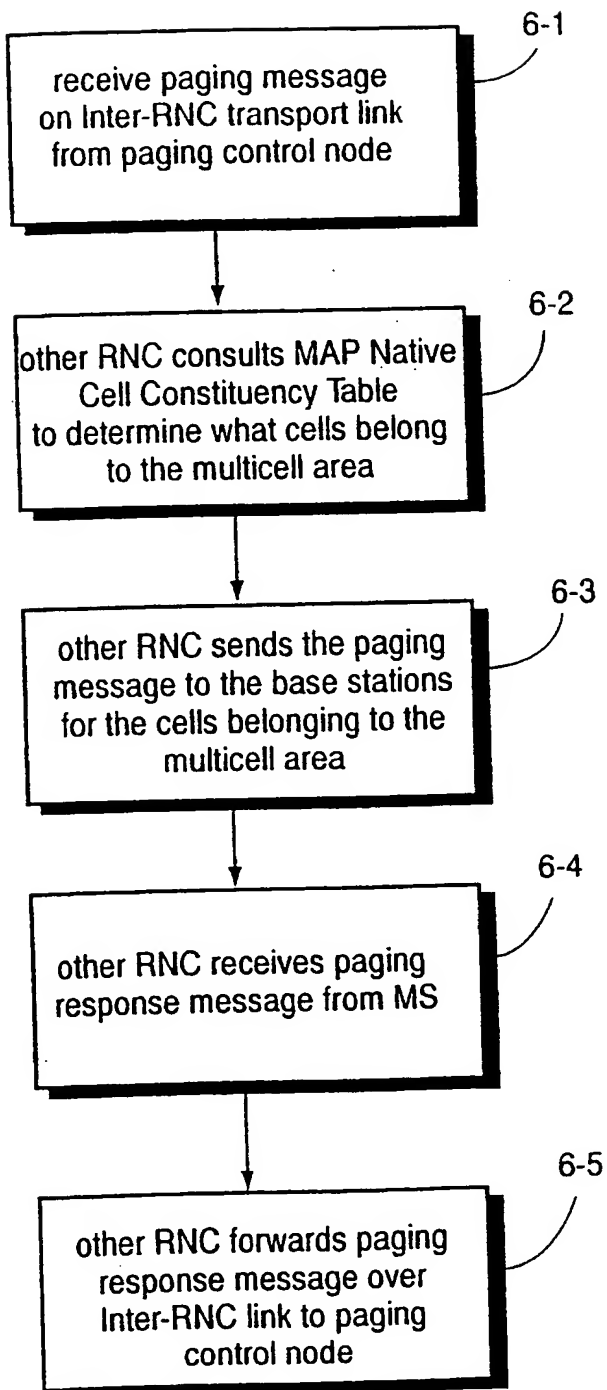 6-1
receive paging message
on Inter-RNC transport link
from paging control node
6-2
other RNC consults MAP Native
Cell Constituency Table
to determine what cells belong
to the multicell area
6-3
other RNC sends the paging
message to the base stations
for the cells belonging to the
multicell area
6-4
other RNC receives paging
response message from MS
6-5
other RNC forwards paging
response message over
Inter-RNC link to paging
control node